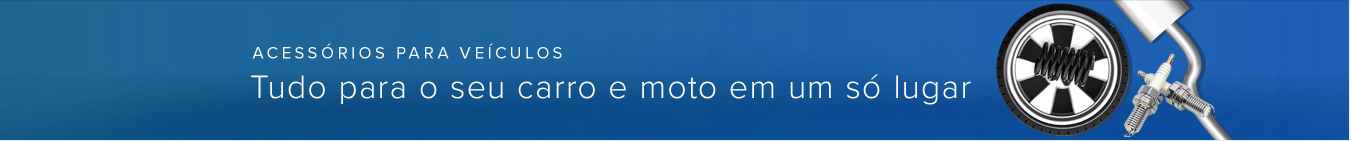 ACESSÓRIOS PARA VEÍCULOS
Tudo para o seu carro e moto em um só lugar